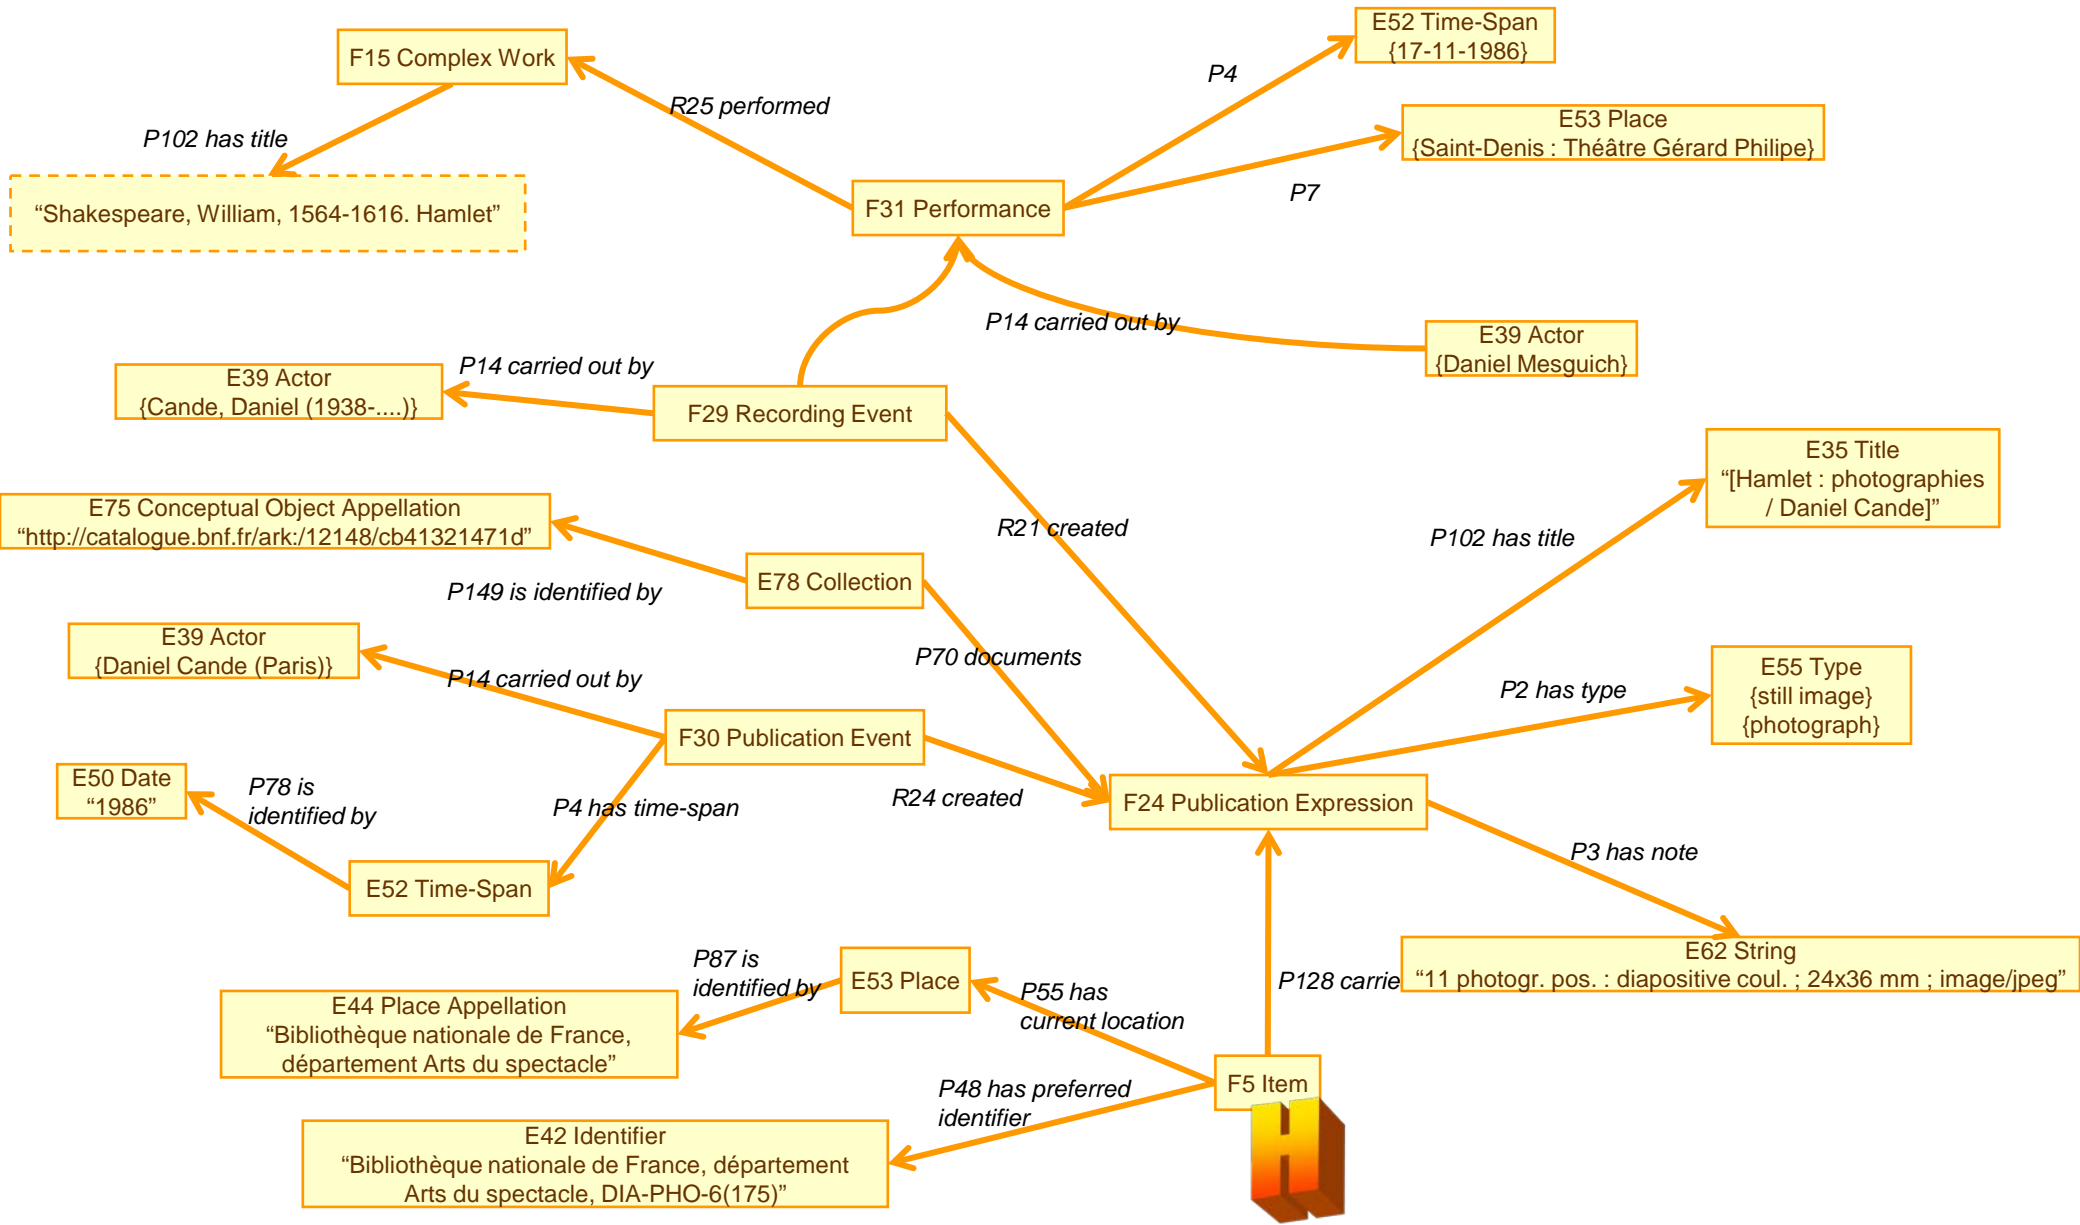 E52 Time-Span
{17-11-1986}
F15 Complex Work
P4
R25 performed
E53 Place
{Saint-Denis : Théâtre Gérard Philipe}
P102 has title
P7
“Shakespeare, William, 1564-1616. Hamlet”
F31 Performance
P14 carried out by
E39 Actor
{Daniel Mesguich}
E39 Actor
{Cande, Daniel (1938-....)}
P14 carried out by
F29 Recording Event
E35 Title
“[Hamlet : photographies
/ Daniel Cande]”
E75 Conceptual Object Appellation
“http://catalogue.bnf.fr/ark:/12148/cb41321471d”
R21 created
P102 has title
P149 is identified by
E78 Collection
E39 Actor
{Daniel Cande (Paris)}
P14 carried out by
P70 documents
P2 has type
E55 Type
{still image}
{photograph}
F30 Publication Event
E50 Date
“1986”
P78 is
identified by
P4 has time-span
R24 created
F24 Publication Expression
P3 has note
E52 Time-Span
P87 is
identified by
E53 Place
P55 has
current location
P128 carrie
E62 String
“11 photogr. pos. : diapositive coul. ; 24x36 mm ; image/jpeg”
E44 Place Appellation
“Bibliothèque nationale de France,
département Arts du spectacle”
P48 has preferred
identifier
F5 Item
E42 Identifier
“Bibliothèque nationale de France, département
Arts du spectacle, DIA-PHO-6(175)”
H